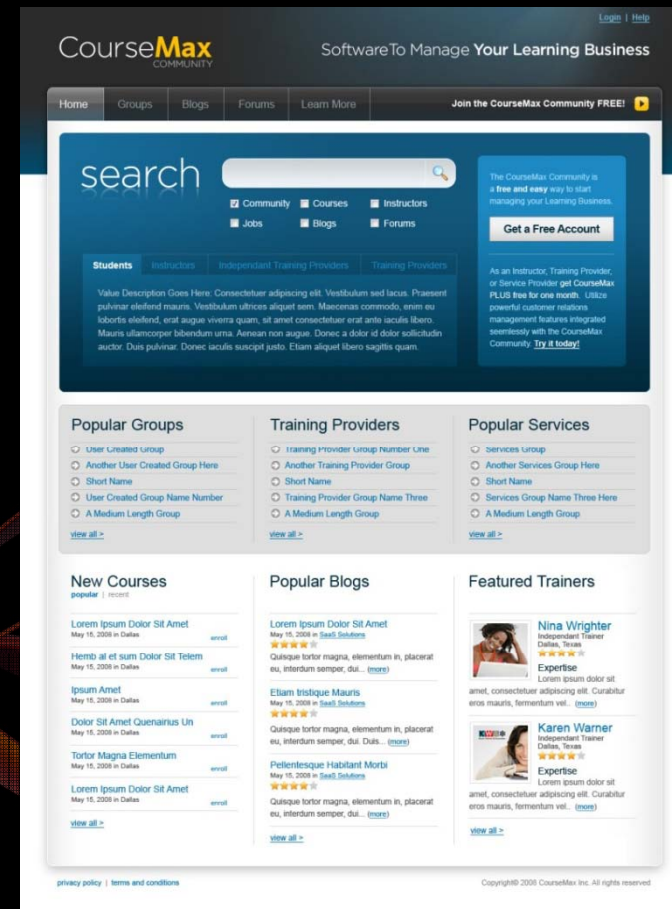 Login | Help
CourseMax
COMMUNITY
SoftwareTo Manage Your Learning Business
Home Groups Blogs Forums Learn More Join the CourseMax Community FREE!
search
Community Courses Instructors
Jobs Blogs Forums
Students Instructors Independant Training Providers Training Providers
Value Description Goes Here: Consectetuer adipiscing elit. Vestibulum sed lacus. Praesent
pulvinar eleifend mauris. Vestibulum ultrices aliquet sem. Maecenas commodo, enim eu
lobortis eleifend, erat augue viverra quam, sit amet consectetuer erat ante iaculis libero.
Mauris ullamcorper bibendum urna. Aenean non augue. Donec a dolor id dolor sollicitudin
auctor. Duis pulvinar. Donec iaculis suscipit justo. Etiam aliquet libero sagittis quam.
The CourseMax Community is
a free and easy way to start
managing your Learning Business.
Get a Free Account
As an Instructor, Training Provider,
or Service Provider get CourseMax
PLUS free for one month. Utilize
powerful customer relations
management features integrated
seemlessly with the CourseMax
Community. Try it today!
Popular Groups
User Created Group
Another User Created Group Here
Short Name
User Created Group Name Number
A Medium Length Group
view all >
Training Providers
Training Provider Group Number One
Another Training Provider Group
Short Name
Training Provider Group Name Three
A Medium Length Group
view all >
Popular Services
Services Group
Another Services Group Here
Short Name
Services Group Name Three Here
A Medium Length Group
view all >
New Courses
popular | recent
Lorem Ipsum Dolor Sit Amet
May 15, 2008 in Dallas enroll
Hemb al et sum Dolor Sit Telem
May 15, 2008 in Dallas enroll
Ipsum Amet
May 15, 2008 in Dallas enroll
Dolor Sit Amet Quenairius Un
May 15, 2008 in Dallas enroll
Tortor Magna Elementum
May 15, 2008 in Dallas enroll
Lorem Ipsum Dolor Sit Amet
May 15, 2008 in Dallas enroll
view all >
Popular Blogs
Lorem Ipsum Dolor Sit Amet
May 15, 2008 in SaaS Solutions
Quisque tortor magna, elementum in, placerat
eu, interdum semper, dui... (more)
Etiam tristique Mauris
May 15, 2008 in SaaS Solutions
Quisque tortor magna, elementum in, placerat
eu, interdum semper, dui. Duis... (more)
Pellentesque Habitant Morbi
May 15, 2008 in SaaS Solutions
Quisque tortor magna, elementum in, placerat
eu, interdum semper, dui... (more)
view all >
Featured Trainers
Nina Wrighter
Independant Trainer
Dallas, Texas
Expertise
Lorem ipsum dolor sit
amet, consectetuer adipiscing elit. Curabitur
eros mauris, fermentum vel... (more)
Karen Warner
Independant Trainer
Dallas, Texas
Expertise
Lorem ipsum dolor sit
amet, consectetuer adipiscing elit. Curabitur
eros mauris, fermentum vel.. (more)
view all >
privacy policy | terms and conditions
Copyright© 2008 CourseMax Inc. All rights reserved